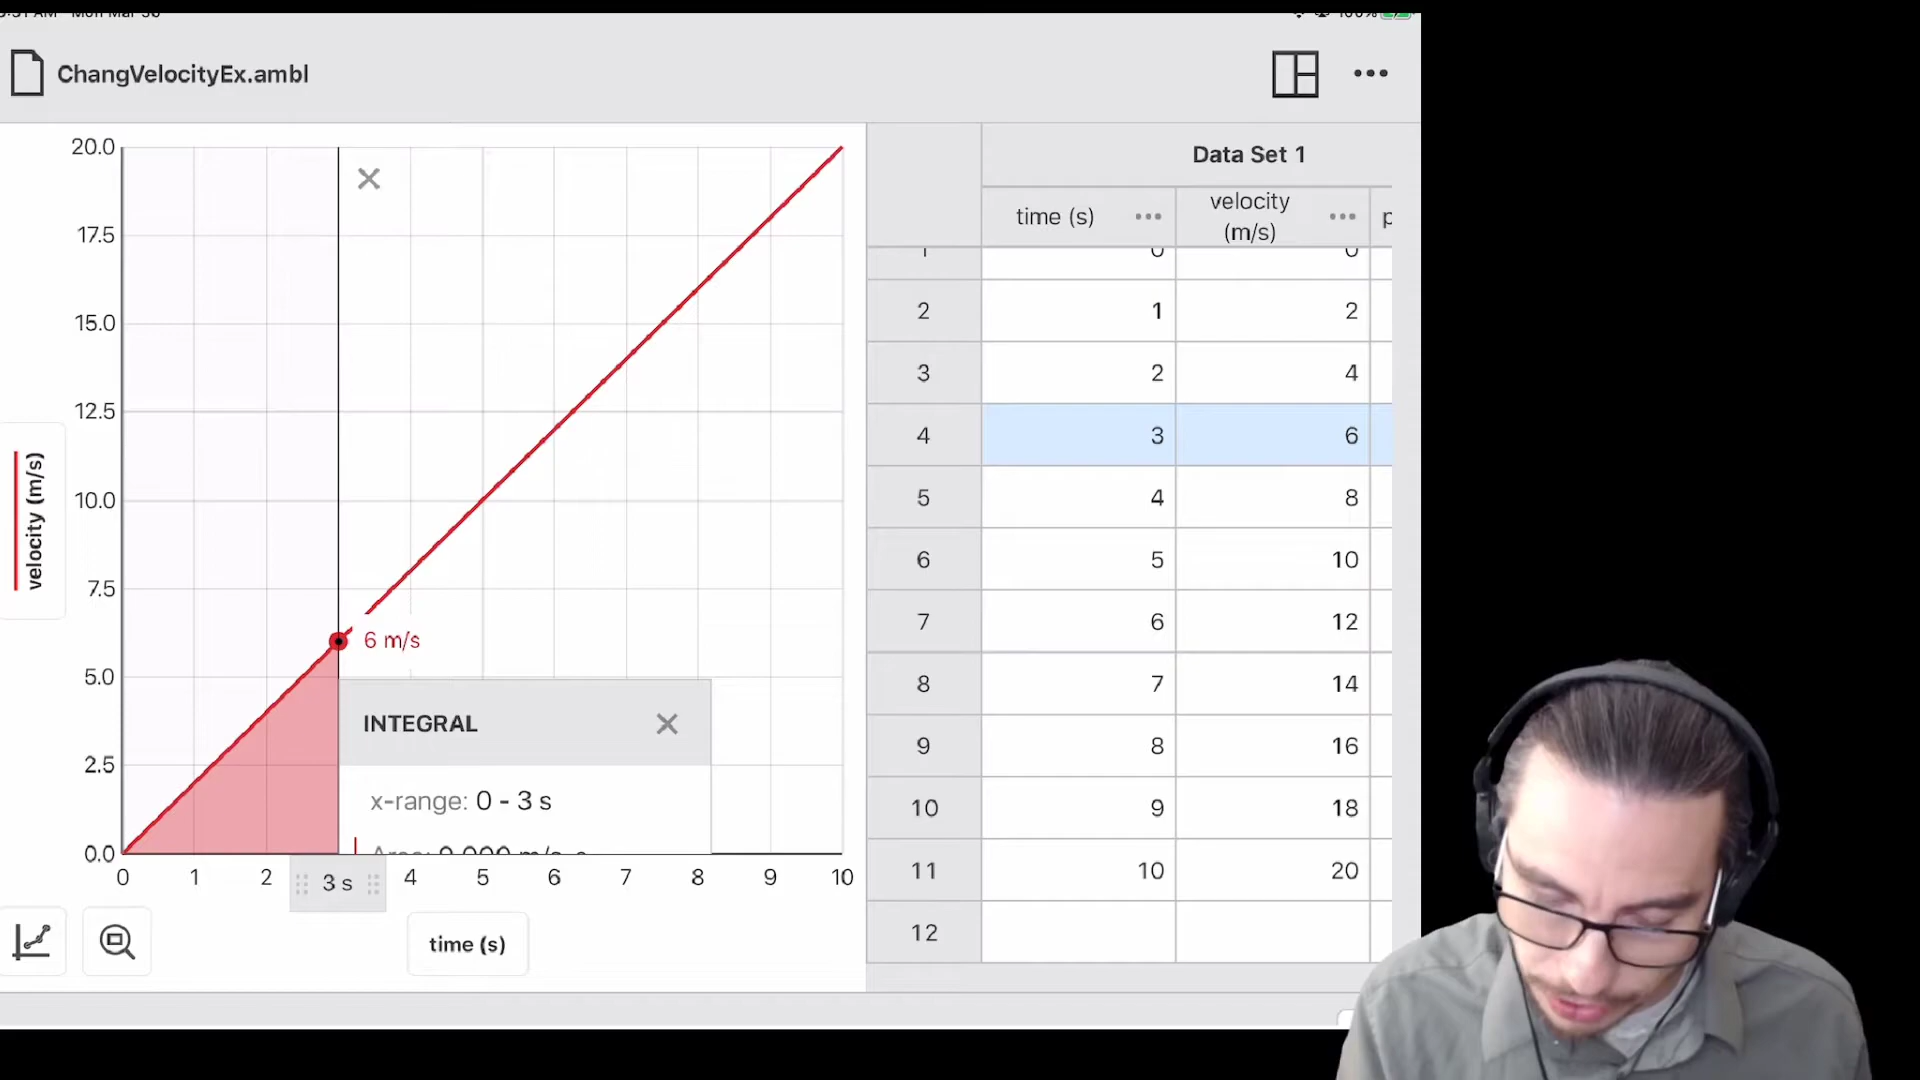 ChangVelocityEx.ambl
Data Set 1
time (s)
velocity
(m/s)
1 0 0
2 1 2
3 2 4
4 3 6
5 4 8
6 5 10
7 6 12
8 7 14
9 8 16
10 9 18
11 10 20
12
20.0
17.5
15.0
12.5
10.0
7.5
5.0
2.5
0.0
velocity (m/s)
6 m/s
INTEGRAL
x-range: 0 - 3 s
0 1 2 3 s 4 5 6 7 8 9 10
time (s)